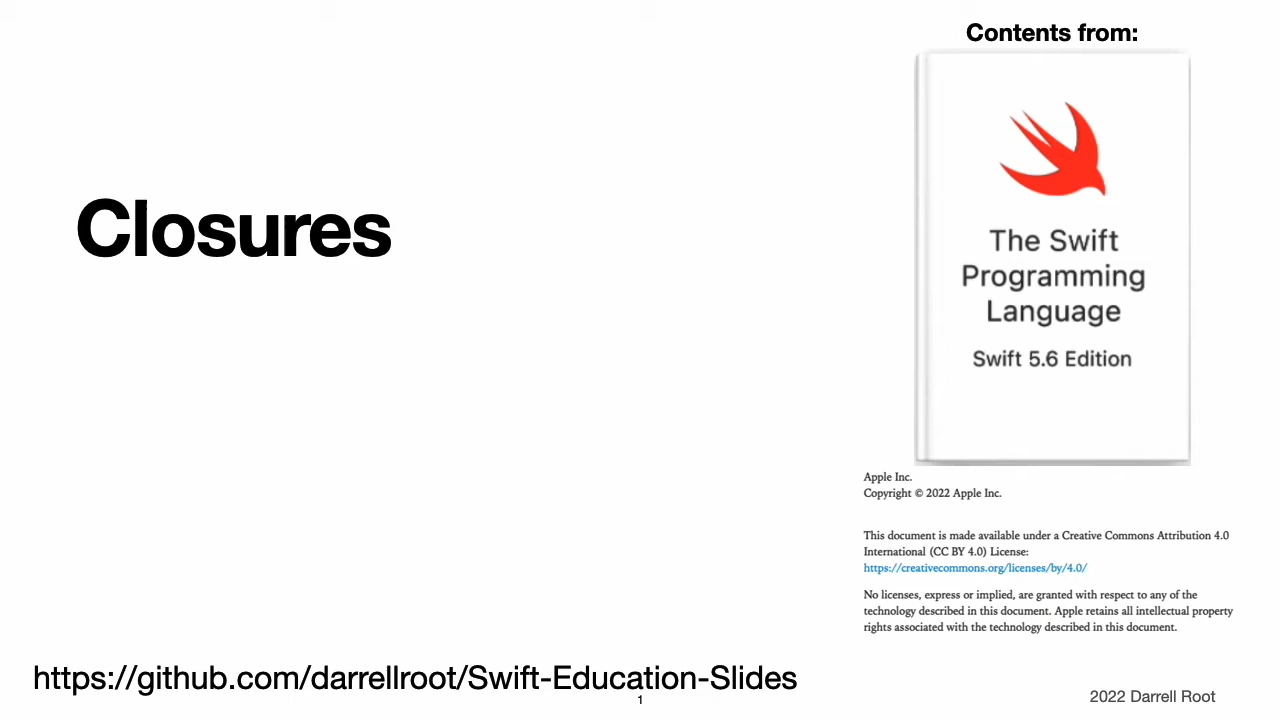 Contents from:
Closures
The Swift
Programming
Language
Swift 5.6 Edition
Apple Inc.
Copyright © 2022 Apple Inc.
This document is made available under a Creative Commons Attribution 4.0
International (CC BY 4.0) License:
https://creativecommons.org/licenses/by/4.0/
No licenses, express or implied, are granted with respect to any of the
technology described in this document. Apple retains all intellectual property
rights associated with the technology described in this document.
https://github.com/darrellroot/Swift-Education-Slides
1
2022 Darrell Root